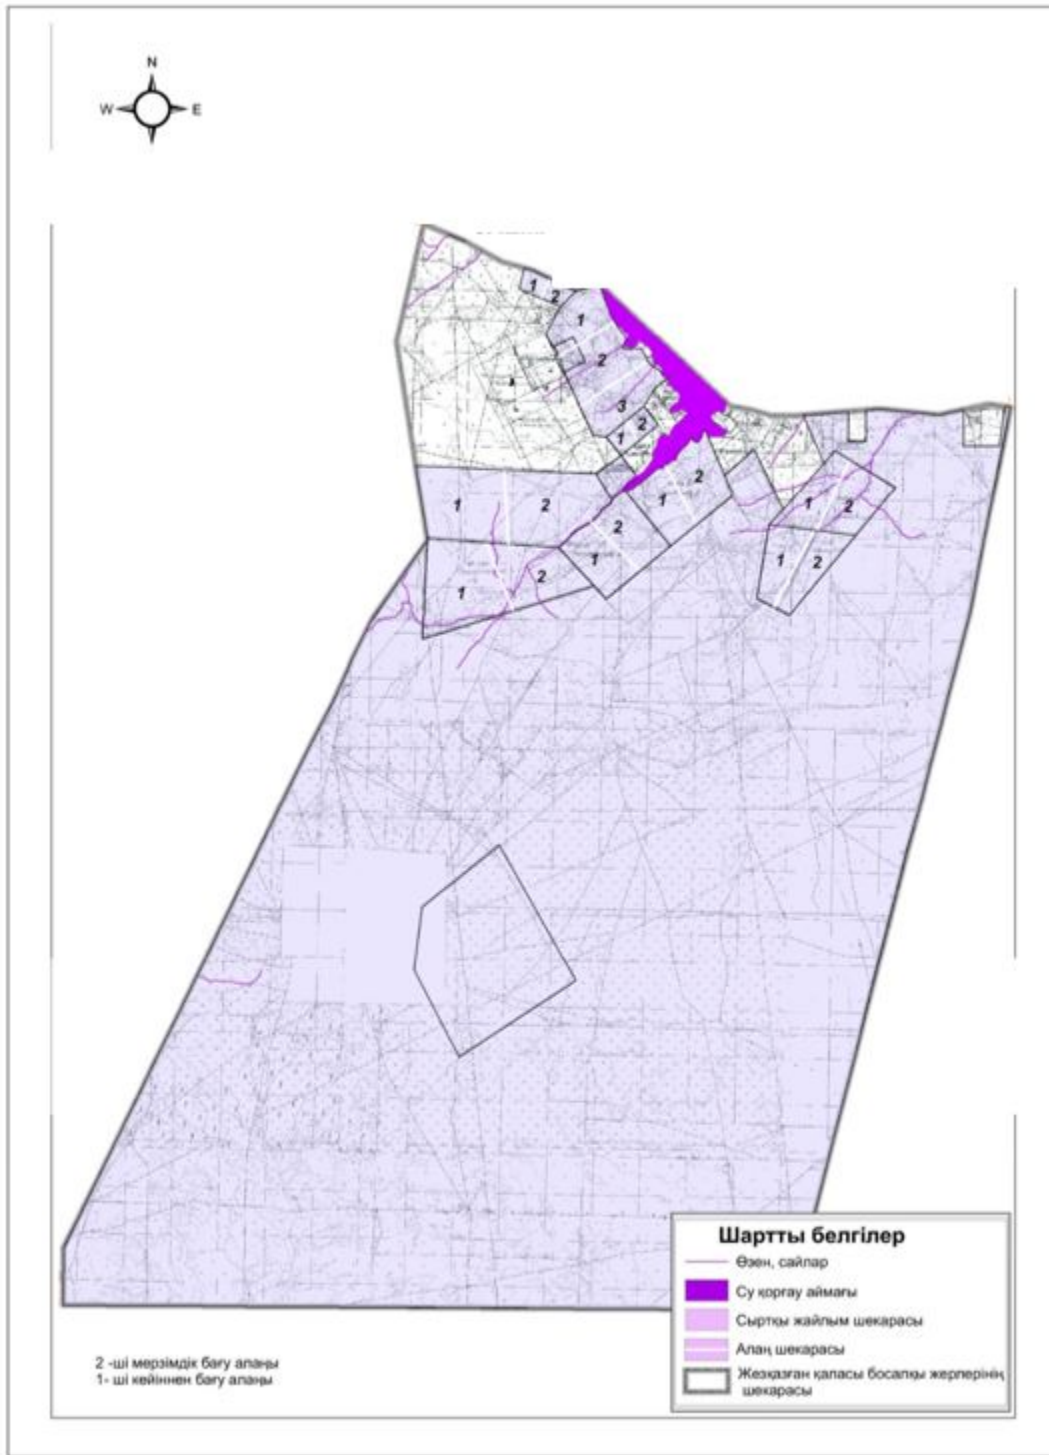 N
W E
1
2
1
2
3
2
1
1 2
2
1
2
1
1 2
2
1
1 2
1 2
Шартты белгілер
Өзен, сайлар
Су қорғау аймағы
Сыртқы жайлым шекарасы
Алаң шекарасы
Жезқазған қаласы босалқы жерлерінің
шекарасы
2 -ші мерзімдік бағу алаңы
1- ші кейіннен бағу алаңы